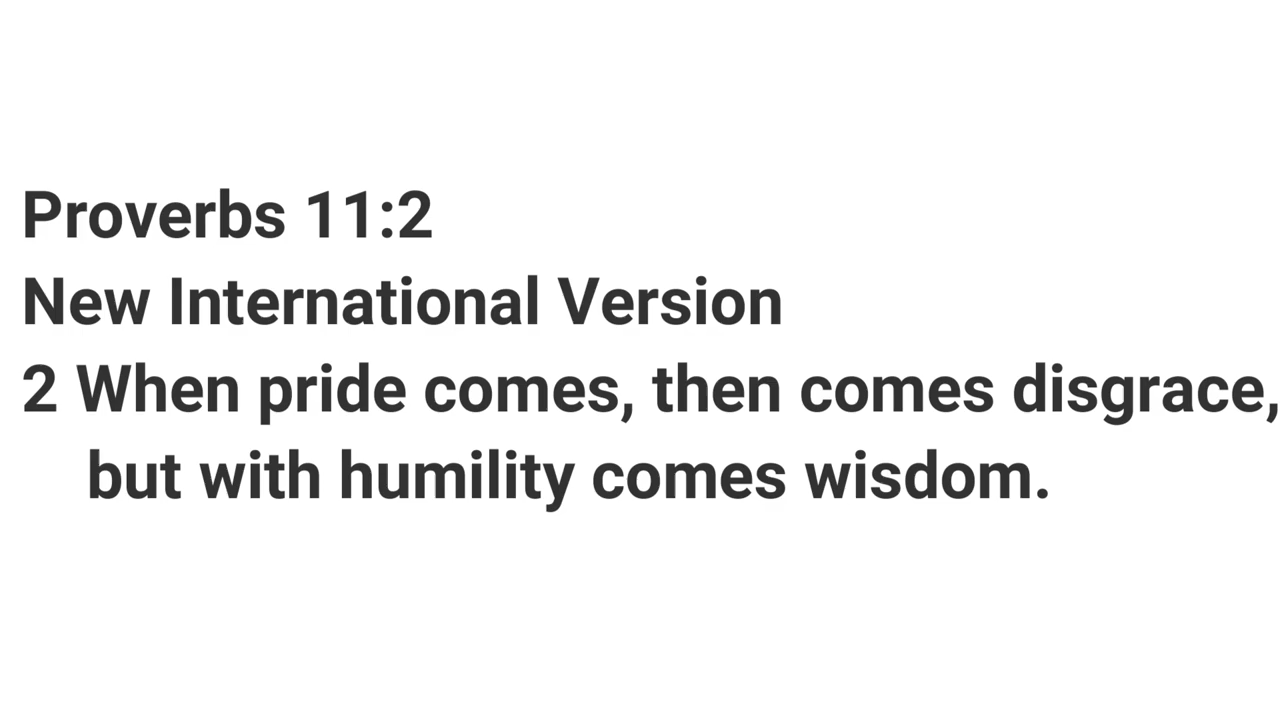 Proverbs 11:2
New International Version
2 When pride comes, then comes disgrace,
but with humility comes wisdom.